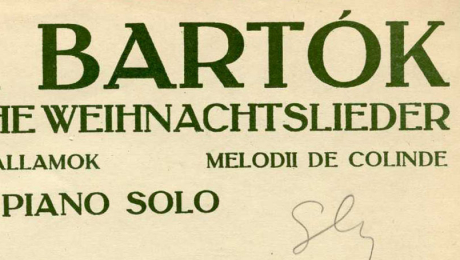 BARTÓK
HE WEIHNACHTSLIEDER
ALLAMOK MELODII DE COLINDE
PIANO SOLO